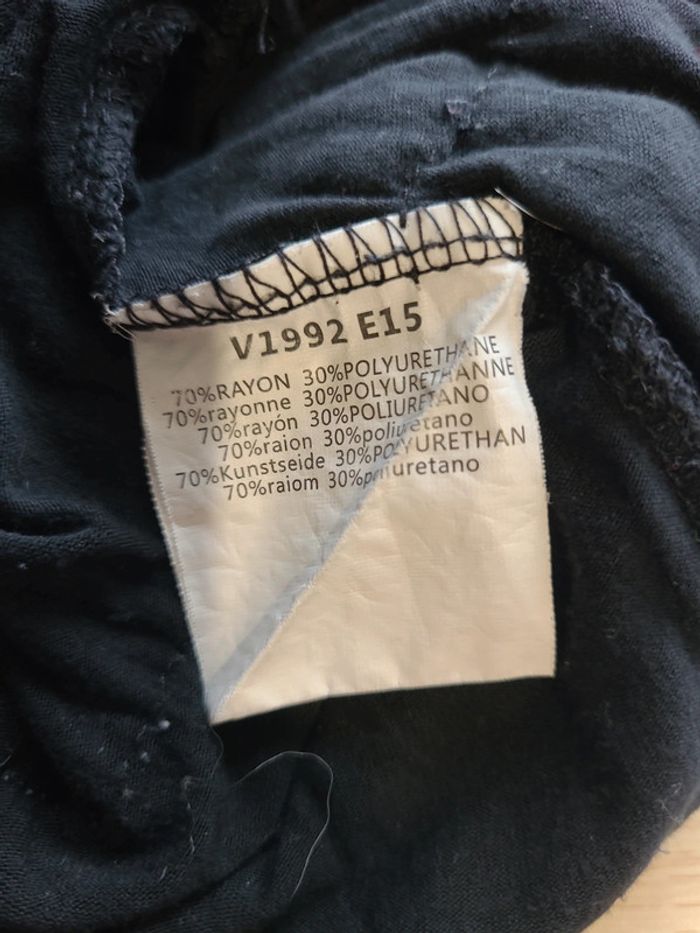 V1992 E15
70%RAYON 30%POLYURETHANE
70%rayonne 30%POLYURETHANNE
70%rayón 30%POLIURETANO
70%raion 30%poliuretano
70%Kunstseide 30%POLYURETHAN
70%raiom 30%poliuretano